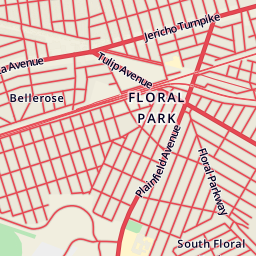 Jericho Turnpike
a Avenue
Tulip Avenue
Bellerose
FLORAL
PARK
Plainfield Avenue
Floral Parkway
South Floral